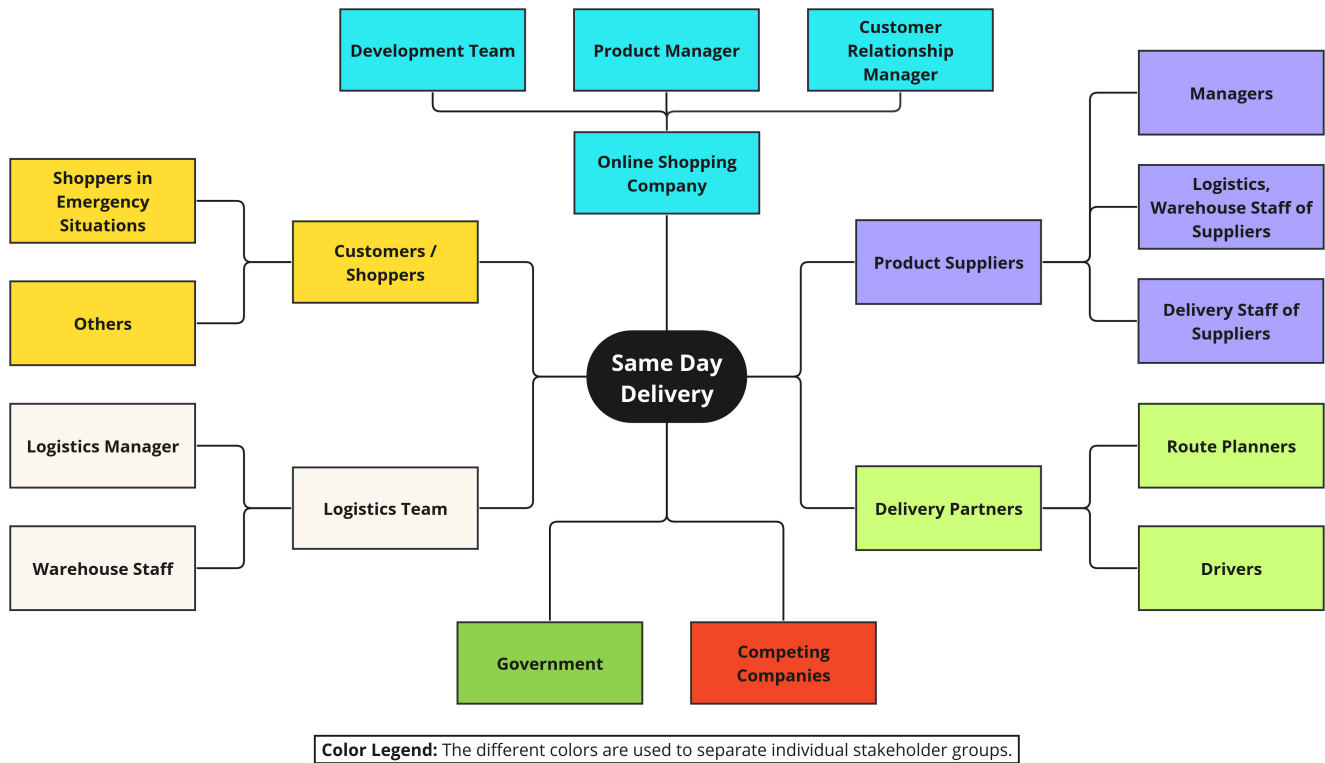 Development Team
Product Manager
Customer
Relationship
Manager
Managers
Online Shopping
Company
Shoppers in
Emergency
Situations
Logistics,
Warehouse Staff of
Suppliers
Customers /
Shoppers
Product Suppliers
Others
Delivery Staff of
Suppliers
Same Day
Delivery
Logistics Manager
Route Planners
Logistics Team
Delivery Partners
Warehouse Staff
Drivers
Government
Competing
Companies
Color Legend: The different colors are used to separate individual stakeholder groups.